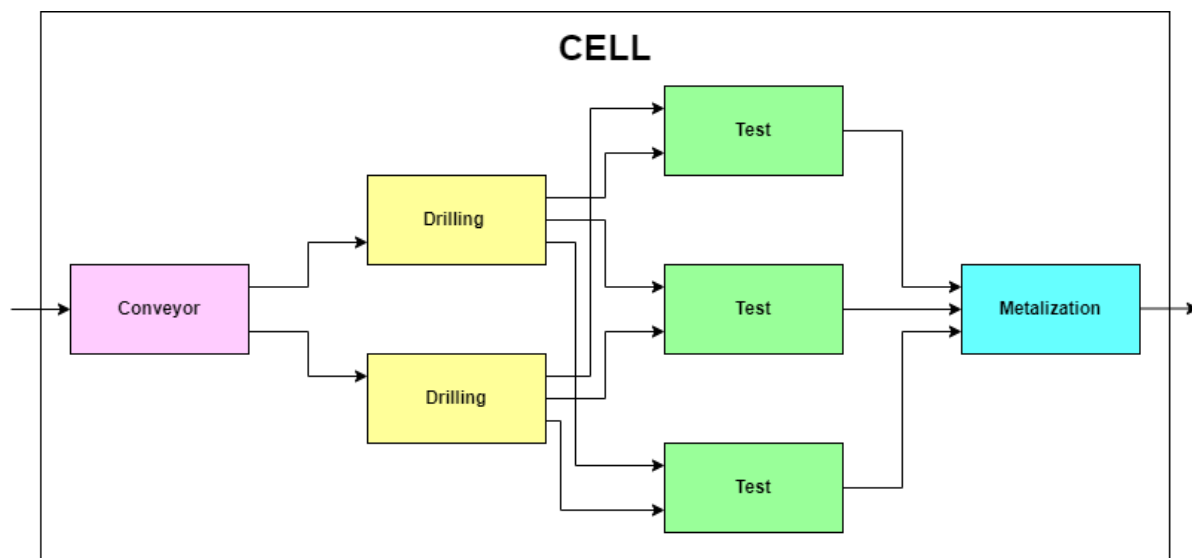 CELL
Test
Drilling
Conveyor
Test
Metalization
Drilling
Test